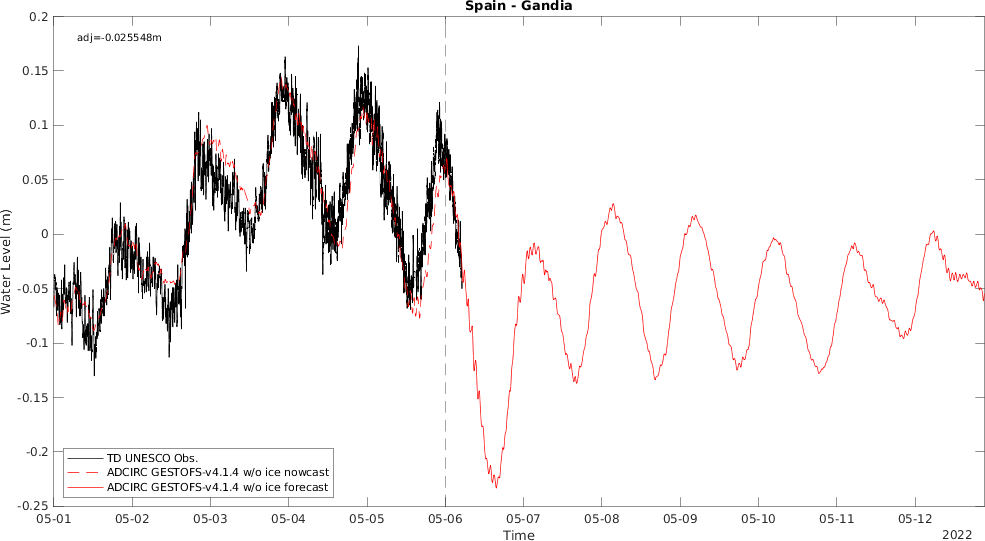 Spain - Gandia
adj=-0.025548m
0.2
0.15
0.1
0.05
0
-0.05
-0.1
-0.15
-0.2
-0.25
Water Level (m)
TD UNESCO Obs.
ADCIRC GESTOFS-v4.1.4 w/o ice nowcast
ADCIRC GESTOFS-v4.1.4 w/o ice forecast
05-01 05-02 05-03 05-04 05-05 05-06 05-07 05-08 05-09 05-10 05-11 05-12
Time
2022